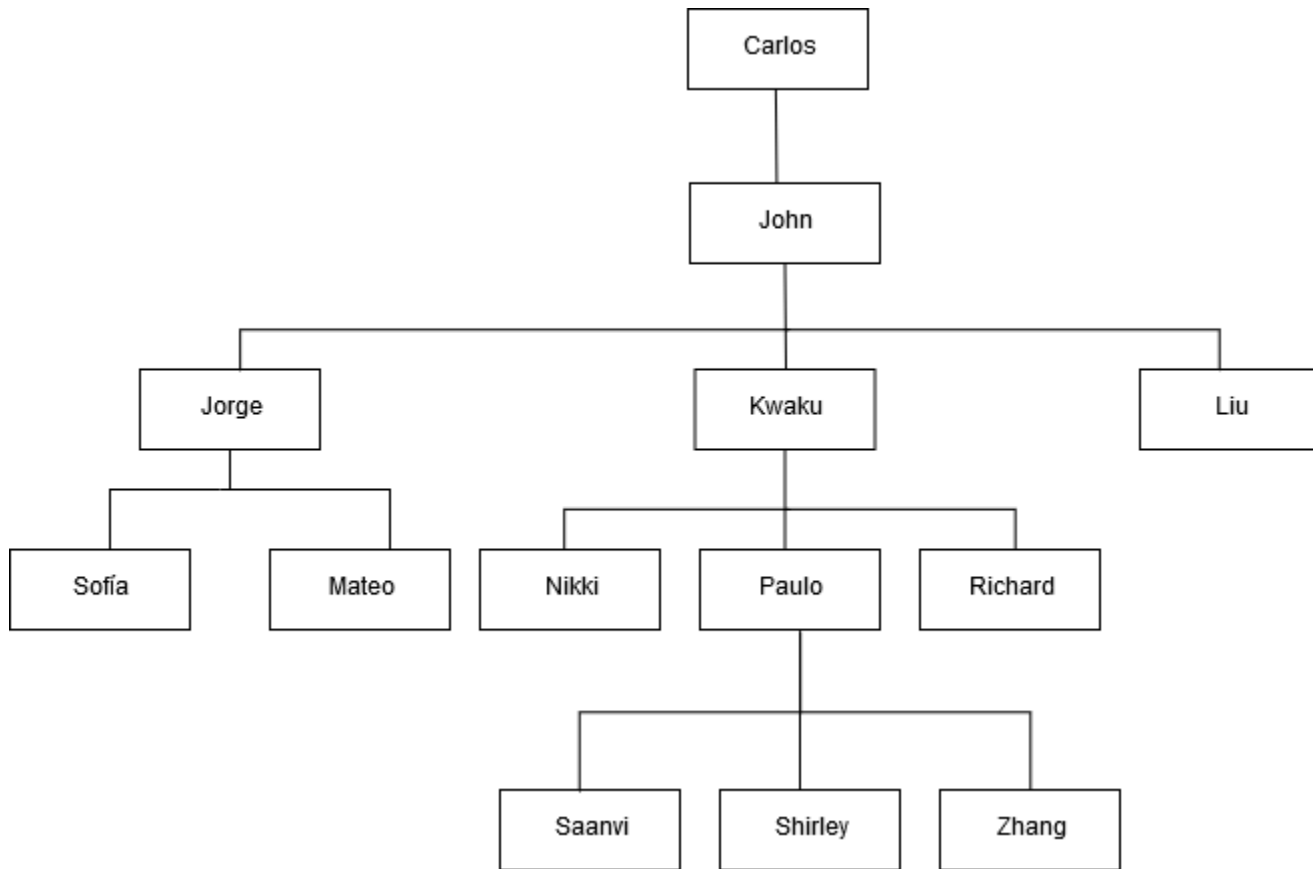 Carlos
John
Jorge
Kwaku
Liu
Sofía
Mateo
Nikki
Paulo
Richard
Saanvi
Shirley
Zhang